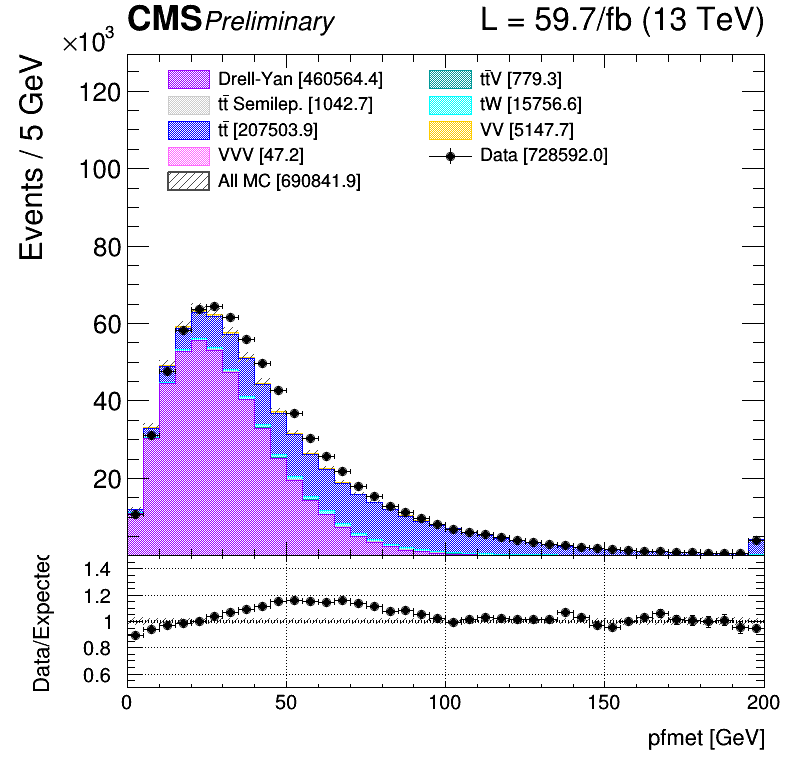 CMS Preliminary L = 59.7/fb (13 TeV)
×10³
Events / 5 GeV
120
100
80
60
40
20
Drell-Yan [460564.4]
tt̄ Semilep. [1042.7]
tt̄ [207503.9]
VVV [47.2]
All MC [690841.9]
tt̄V [779.3]
tW [15756.6]
VV [5147.7]
Data [728592.0]
Data/Expected
1.4
1.2
1
0.8
0.6
0 50 100 150 200
pfmet [GeV]